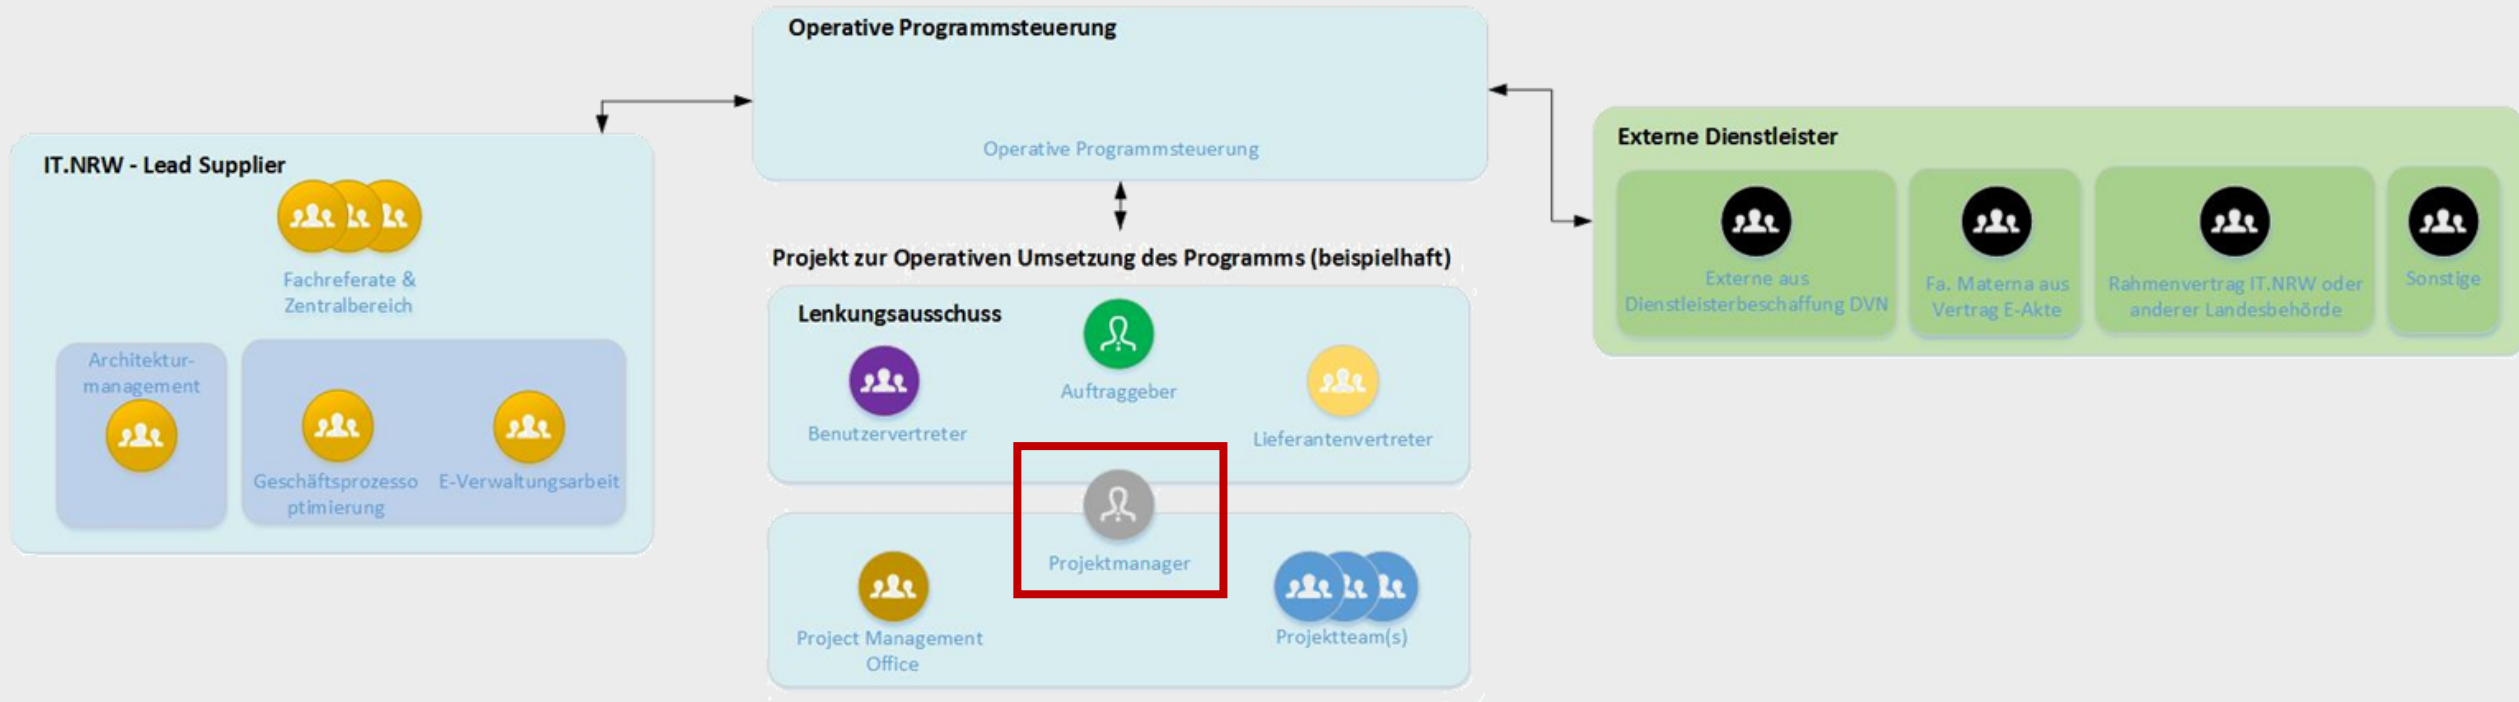 Operative Programmsteuerung
Operative Programmsteuerung
IT.NRW - Lead Supplier
Fachreferate &
Zentralbereich
Architektur-
management
Geschäftsprozesso
ptimierung
E-Verwaltungsarbeit
Projekt zur Operativen Umsetzung des Programms (beispielhaft)
Lenkungsausschuss
Auftraggeber
Benutzervertreter
Lieferantenvertreter
Projektmanager
Project Management
Office
Projektteam(s)
Externe Dienstleister
Externe aus
Dienstleisterbeschaffung DVN
Fa. Materna aus
Vertrag E-Akte
Rahmenvertrag IT.NRW oder
anderer Landesbehörde
Sonstige